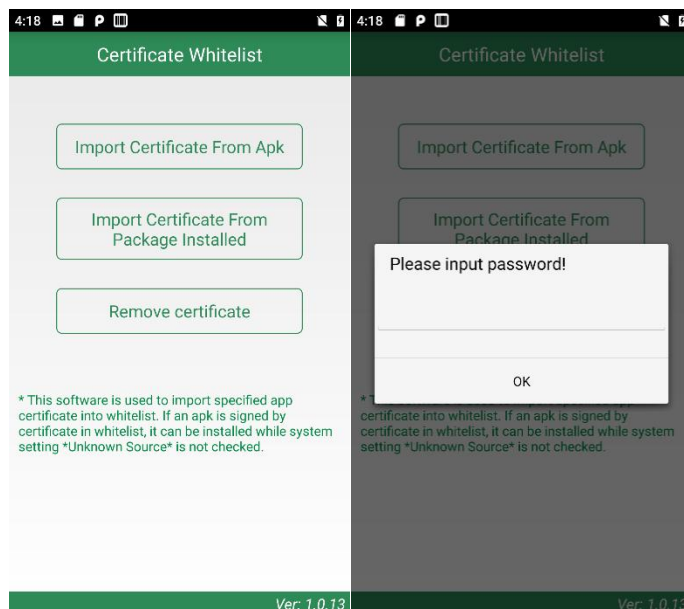 4:18
Certificate Whitelist
Import Certificate From Apk
Import Certificate From
Package Installed
Remove certificate
* This software is used to import specified app
certificate into whitelist. If an apk is signed by
certificate in whitelist, it can be installed while system
setting *Unknown Source* is not checked.
Ver: 1.0.13
4:18
Certificate Whitelist
Import Certificate From Apk
Import Certificate From
Package Installed
Please input password!
OK
certificate into whitelist. If an apk is signed by
certificate in whitelist, it can be installed while system
setting *Unknown Source* is not checked.
Ver: 1.0.13